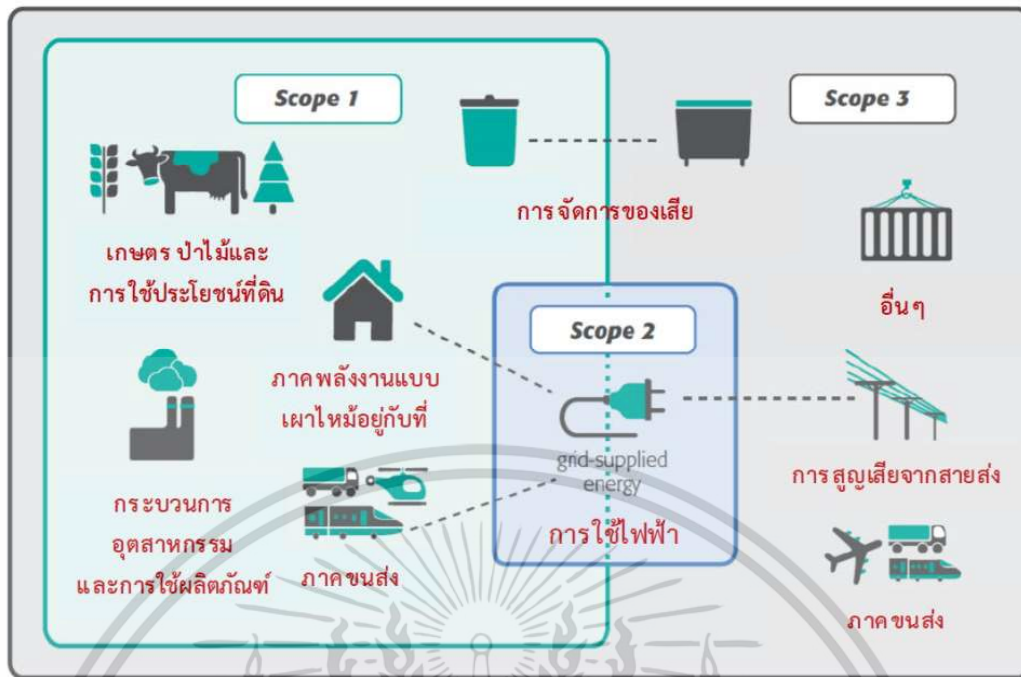 Scope 1
Scope 3
เกษตร ป่าไม้และ
การใช้ประโยชน์ที่ดิน
การจัดการของเสีย
อื่นๆ
Scope 2
ภาคพลังงานแบบ
เผาไหม้อยู่กับที่
grid-supplied
energy
การใช้ไฟฟ้า
การสูญเสียจากสายส่ง
กระบวนการ
อุตสาหกรรม
และการใช้ผลิตภัณฑ์
ภาคขนส่ง
ภาคขนส่ง